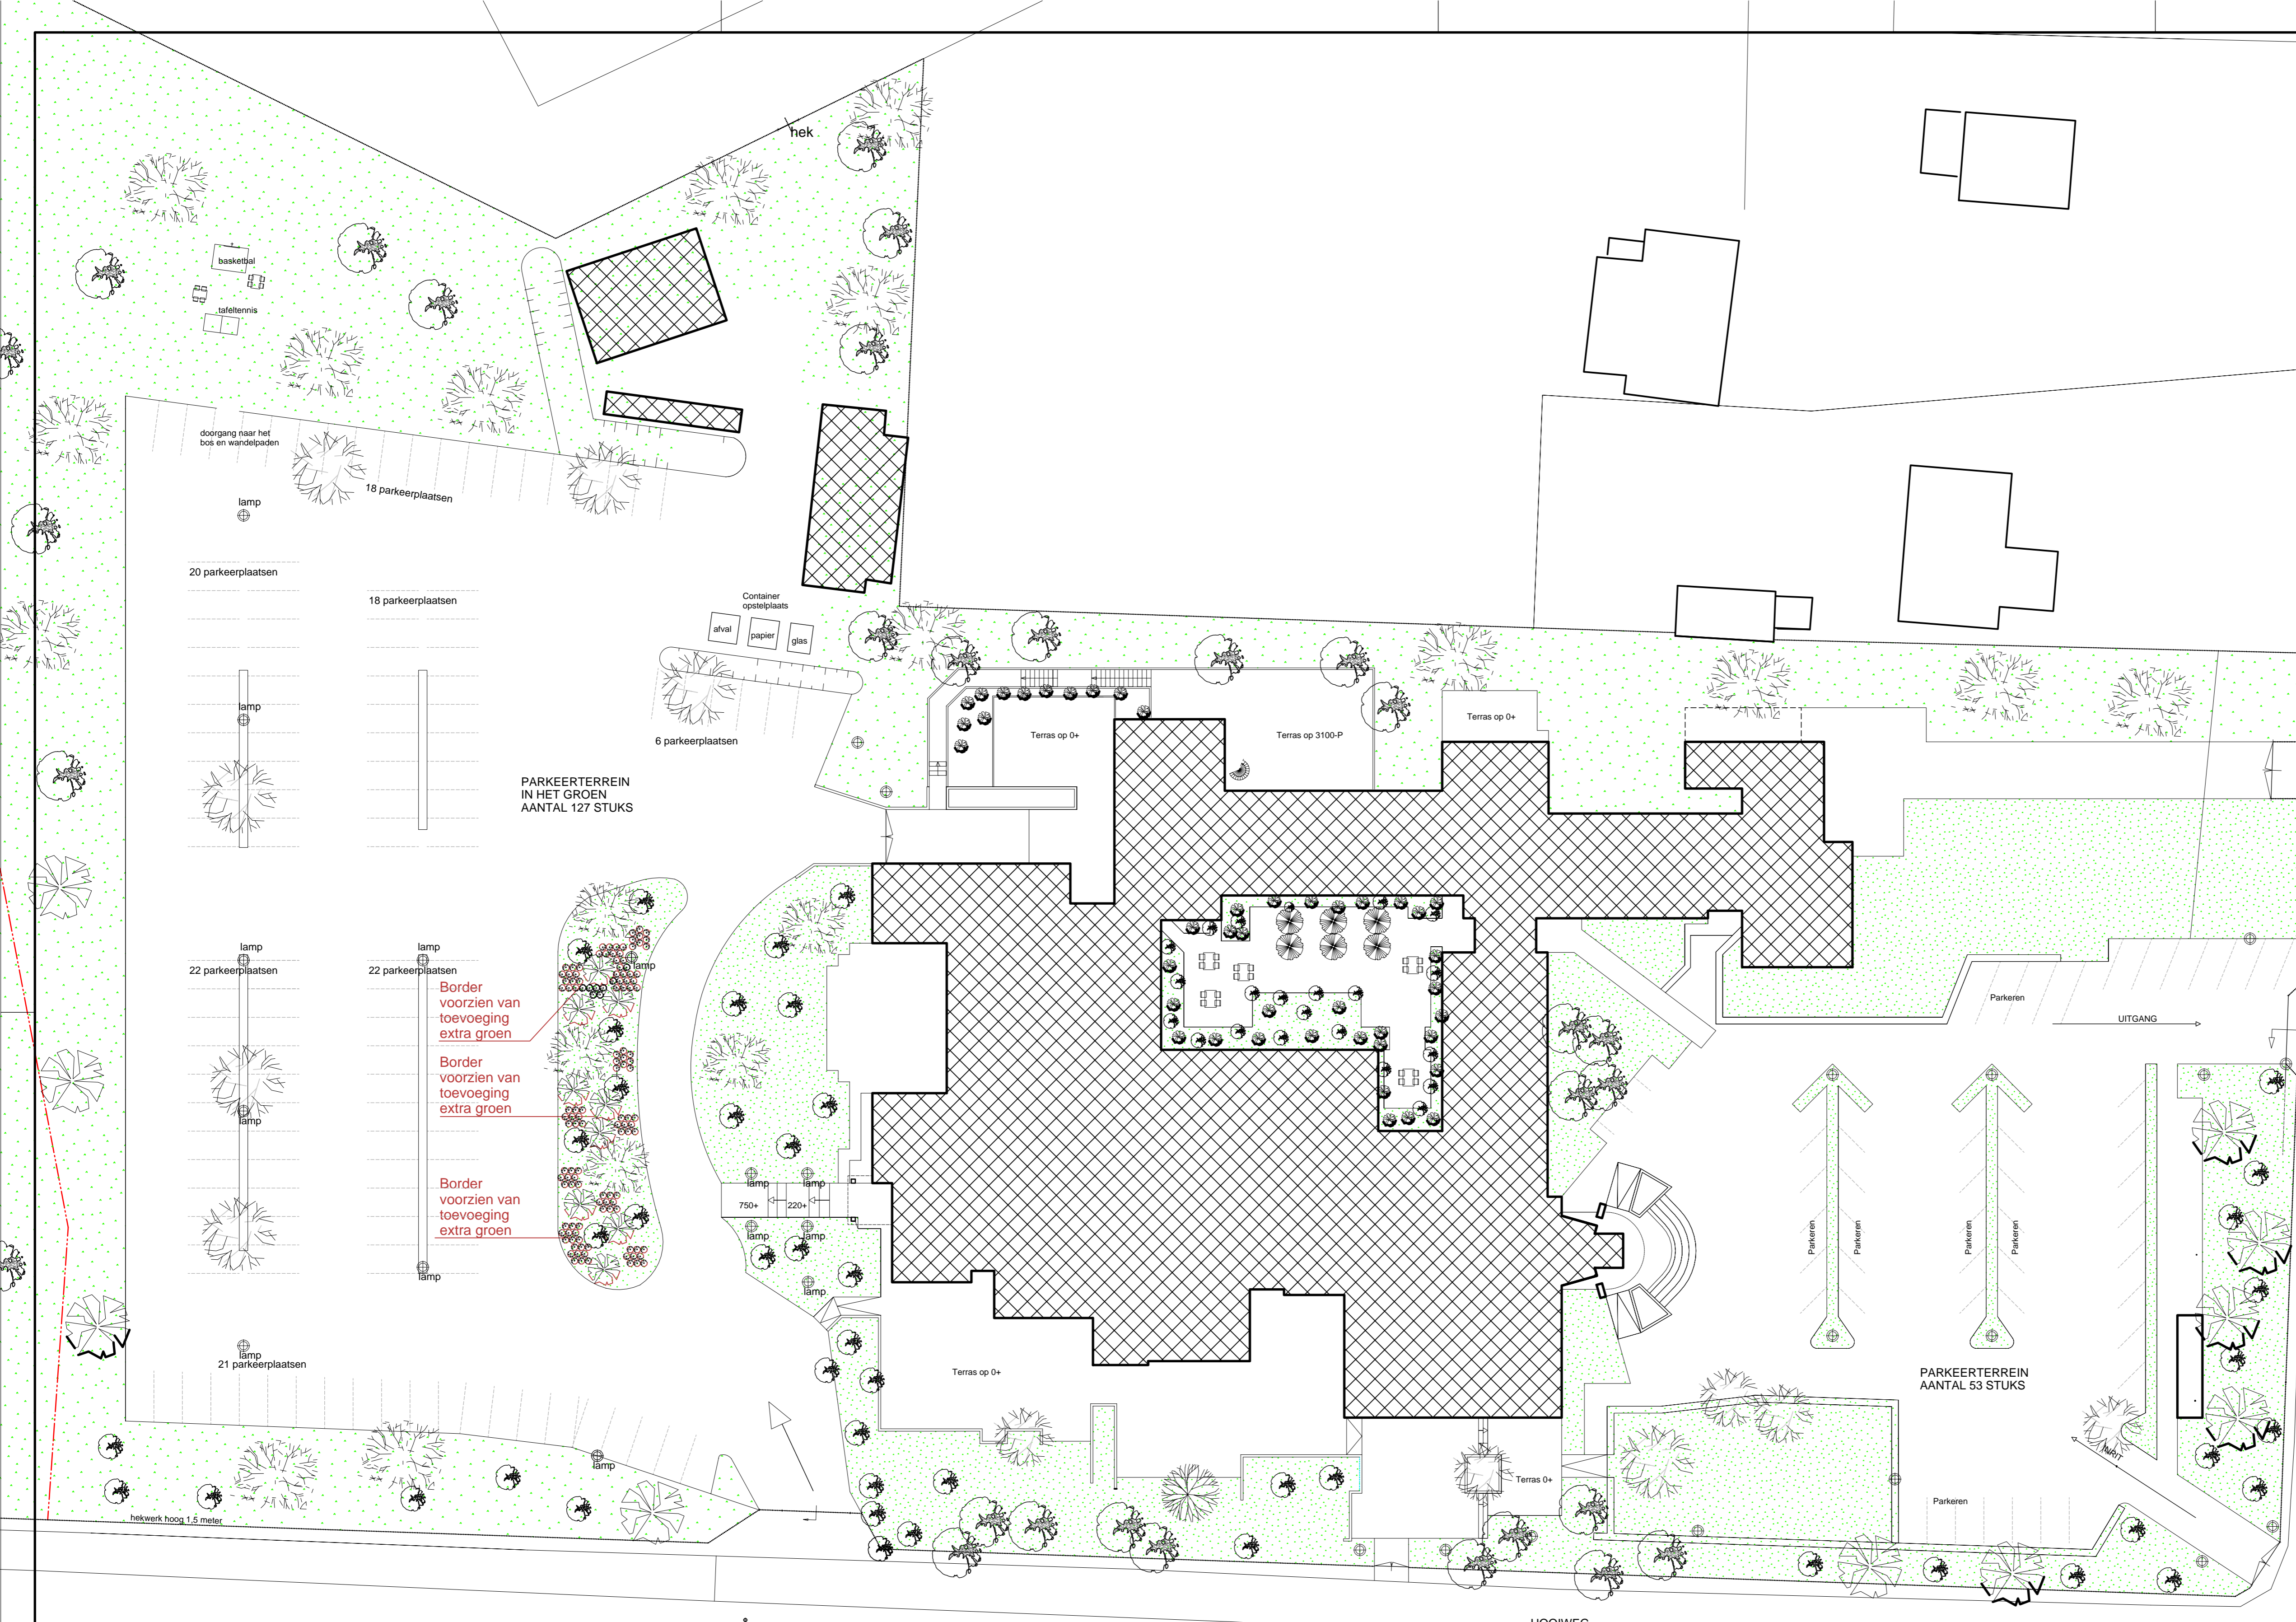 hek
basketbal
tafeltennis
doorgang naar het
bos en wandelpaden
18 parkeerplaatsen
lamp
20 parkeerplaatsen
18 parkeerplaatsen
Container
opstelplaats
afval
papier
glas
lamp
6 parkeerplaatsen
Terras op 0+
Terras op 3100-P
Terras op 0+
PARKEERTERREIN
IN HET GROEN
AANTAL 127 STUKS
lamp
lamp
lamp
22 parkeerplaatsen
22 parkeerplaatsen
Border
voorzien van
toevoeging
extra groen
Parkeren
UITGANG
Border
voorzien van
toevoeging
extra groen
lamp
Border
voorzien van
toevoeging
extra groen
lamp
lamp
750+
220+
lamp
lamp
Parkeren
Parkeren
Parkeren
Parkeren
lamp
lamp
lamp
21 parkeerplaatsen
Terras op 0+
PARKEERTERREIN
AANTAL 53 STUKS
INRIT
lamp
Terras 0+
Parkeren
hekwerk hoog 1,5 meter